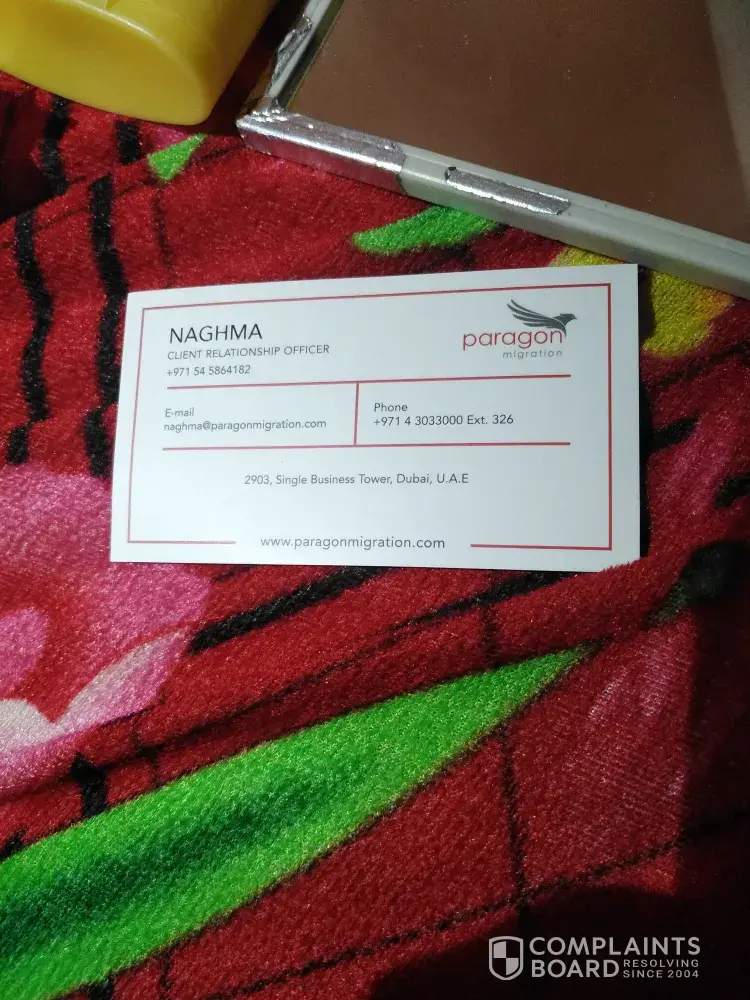 NAGHMA
CLIENT RELATIONSHIP OFFICER
+971 54 5864182
paragon
migration
E-mail
naghma@paragonmigration.com
Phone
+971 4 3033000 Ext. 326
2903, Single Business Tower, Dubai, U.A.E
www.paragonmigration.com
COMPLAINTS
BOARD RESOLVING
SINCE 2004